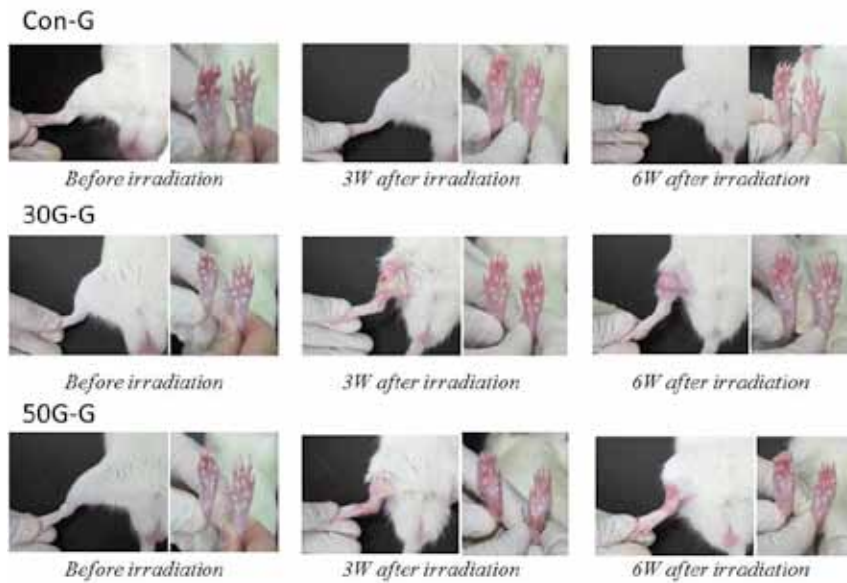 Con-G
Before irradiation
3W after irradiation
6W after irradiation
30G-G
Before irradiation
3W after irradiation
6W after irradiation
50G-G
Before irradiation
3W after irradiation
6W after irradiation